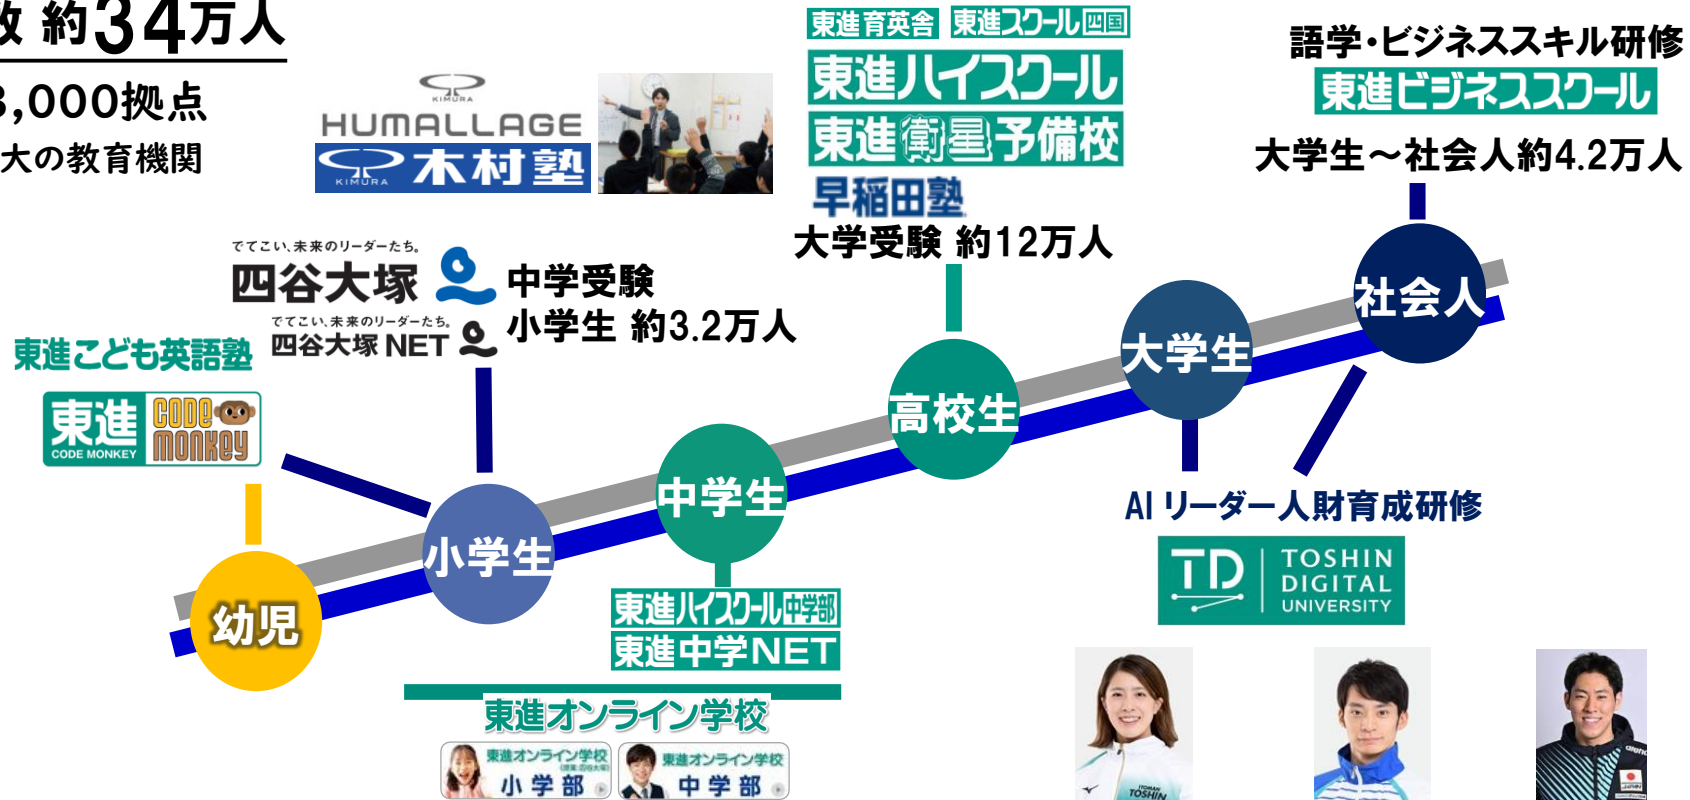 数 約34万人
3,000拠点
大の教育機関
KIMURA
HUMALLAGE
KIMURA 木村塾
東進育英舎 東進スクール四国
東進ハイスクール
東進衛星予備校
早稲田塾
大学受験 約12万人
語学・ビジネススキル研修
東進ビジネススクール
大学生～社会人約4.2万人
でてこい、未来のリーダーたち。
四谷大塚
でてこい、未来のリーダーたち。
四谷大塚 NET
中学受験
小学生 約3.2万人
東進こども英語塾
東進
CODE MONKEY
CODE
MONKEY
幼児
小学生
中学生
高校生
大学生
社会人
東進ハイスクール中学部
東進中学NET
東進オンライン学校
東進オンライン学校
小学部
東進オンライン学校
中学部
AIリーダー人財育成研修
TD
TOSHIN
DIGITAL
UNIVERSITY
ITOMAN
TOSHIN
arena